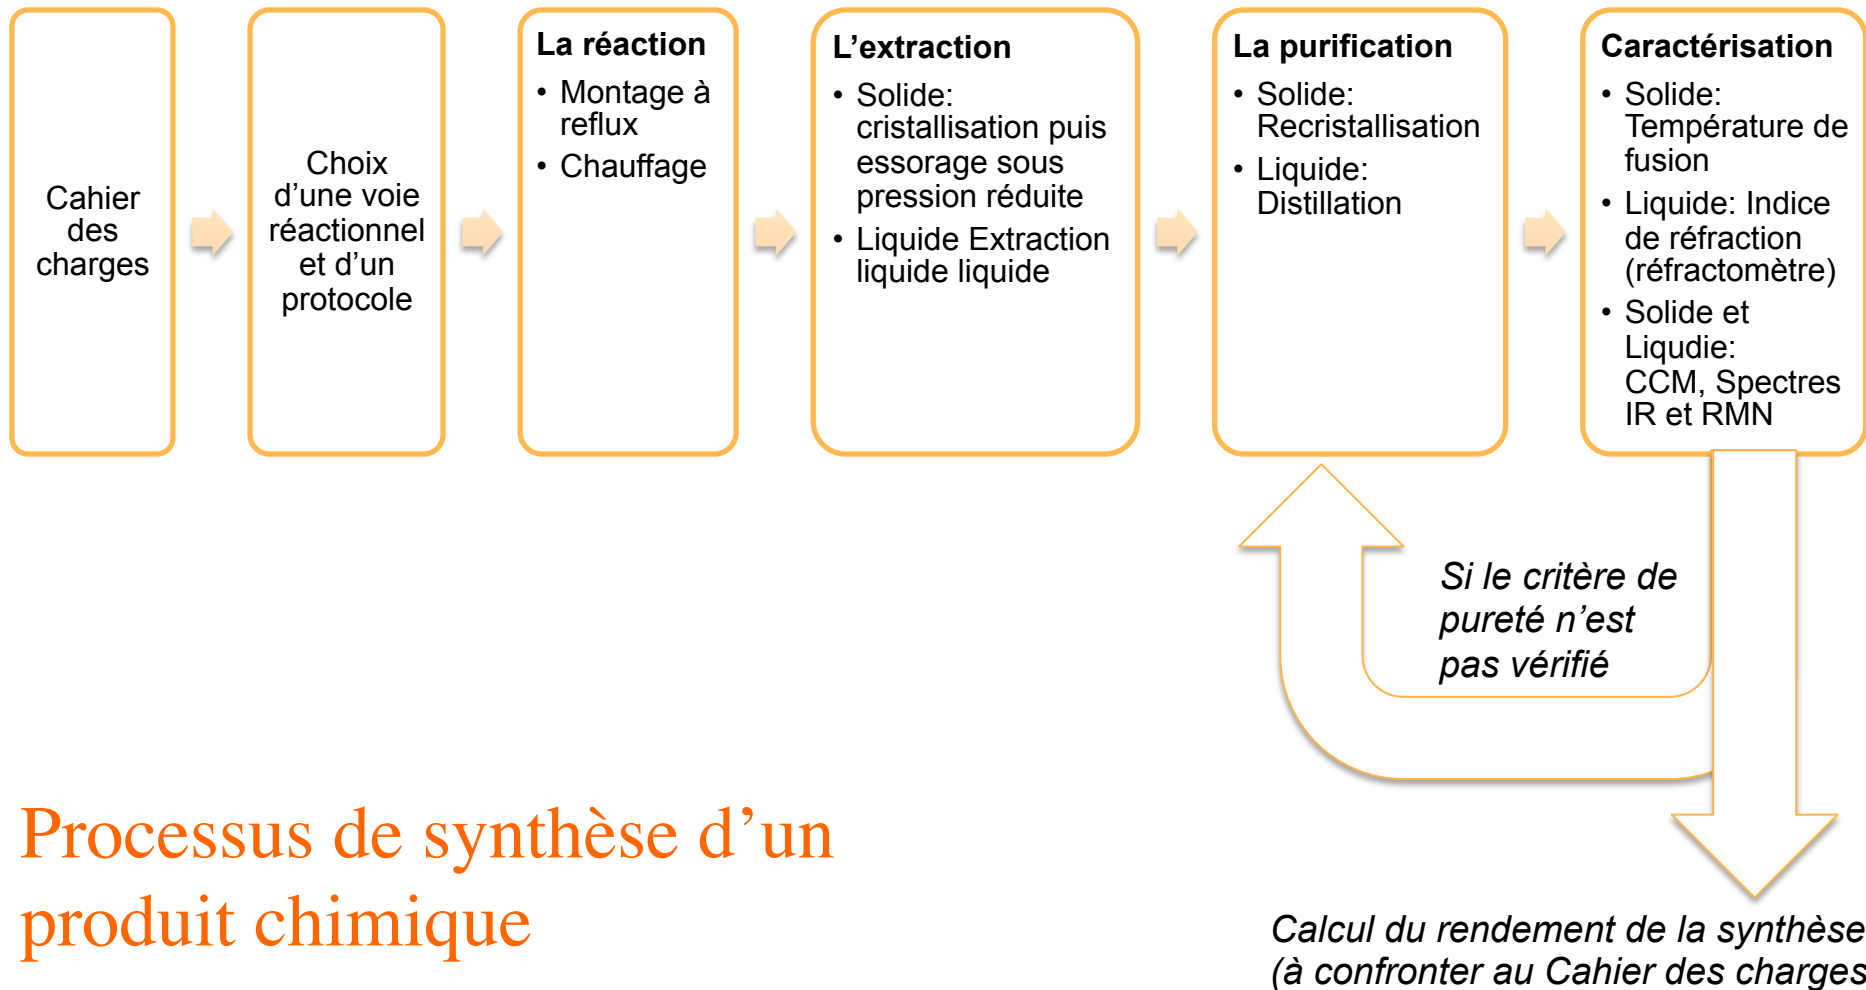 Cahier
des
charges
Choix
d’une voie
réactionnel
et d’un
protocole
La réaction
• Montage à
reflux
• Chauffage
L’extraction
• Solide:
cristallisation puis
essorage sous
pression réduite
• Liquide Extraction
liquide liquide
La purification
• Solide:
Recristallisation
• Liquide:
Distillation
Caractérisation
• Solide:
Température de
fusion
• Liquide: Indice
de réfraction
(réfractomètre)
• Solide et
Liqudie:
CCM, Spectres
IR et RMN
Si le critère de
pureté n’est
pas vérifié
Processus de synthèse d’un
produit chimique
Calcul du rendement de la synthèse
(à confronter au Cahier des charges